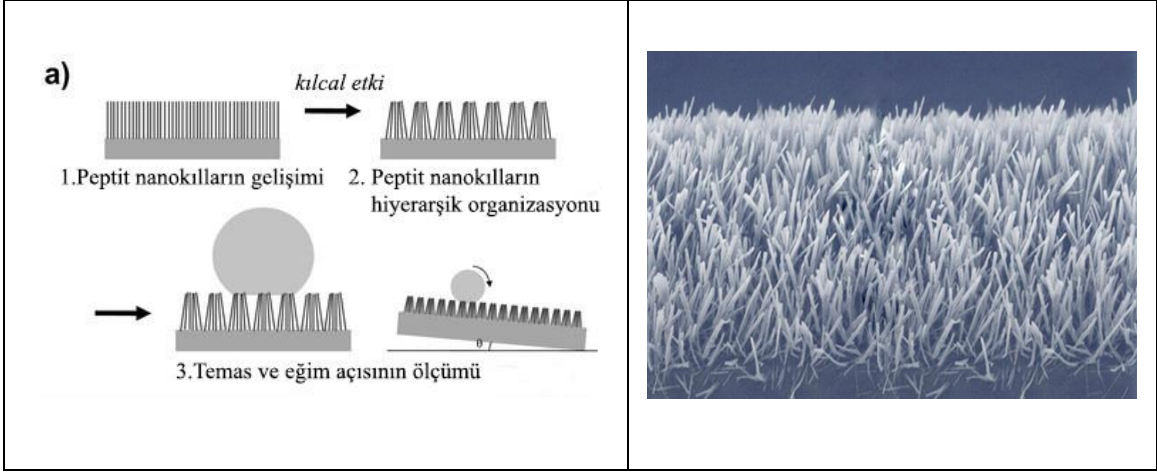 a)
kılcal etki
1.Peptit nanokılların gelişimi
2. Peptit nanokılların
hiyerarşik organizasyonu
θ
3.Temas ve eğim açısının ölçümü